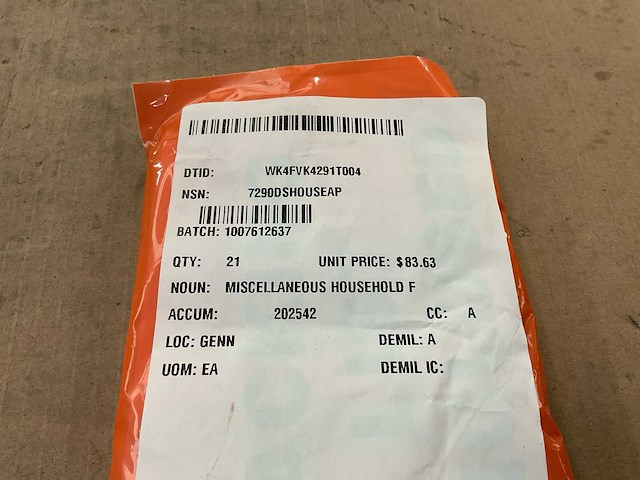 DTID: WK4FVK4291T004
NSN: 7290DSHOUSEAP
BATCH: 1007612637
QTY: 21 UNIT PRICE: $83.63
NOUN: MISCELLANEOUS HOUSEHOLD F
ACCUM: 202542 CC: A
LOC: GENN DEMIL: A
UOM: EA DEMIL IC: